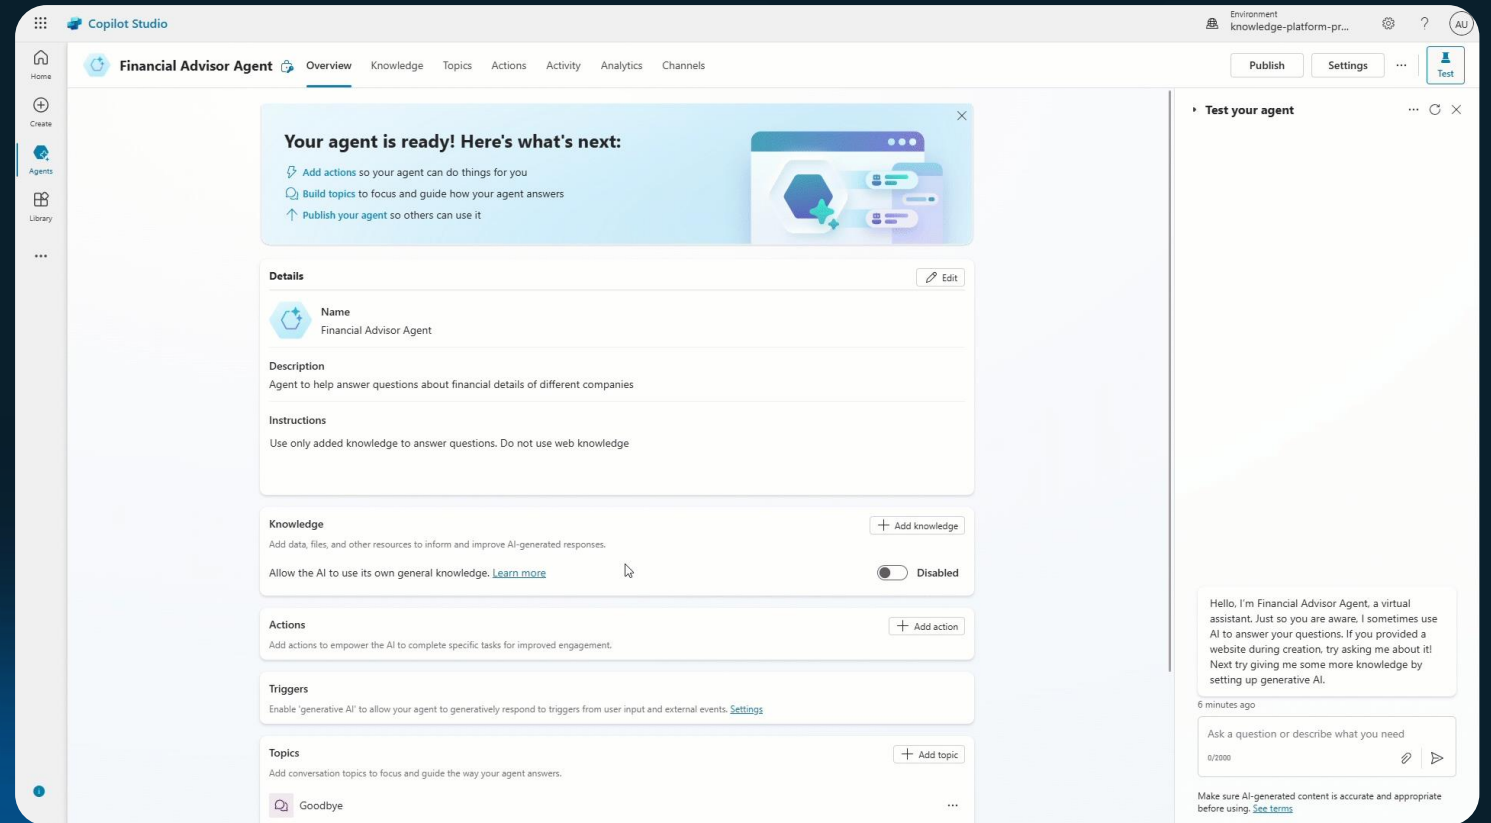 Copilot Studio
Environment
knowledge-platform-pr...
AU
Home
Create
Agents
Library
Financial Advisor Agent
Overview
Knowledge
Topics
Actions
Activity
Analytics
Channels
Publish
Settings
Test
Your agent is ready! Here's what's next:
Add actions so your agent can do things for you
Build topics to focus and guide how your agent answers
Publish your agent so others can use it
Details
Edit
Name
Financial Advisor Agent
Description
Agent to help answer questions about financial details of different companies
Instructions
Use only added knowledge to answer questions. Do not use web knowledge
Knowledge
Add knowledge
Add data, files, and other resources to inform and improve AI-generated responses.
Allow the AI to use its own general knowledge. Learn more
Disabled
Actions
Add action
Add actions to empower the AI to complete specific tasks for improved engagement.
Triggers
Enable 'generative AI' to allow your agent to generatively respond to triggers from user input and external events. Settings
Topics
Add topic
Add conversation topics to focus and guide the way your agent answers.
Goodbye
Test your agent
Hello, I'm Financial Advisor Agent, a virtual
assistant. Just so you are aware, I sometimes use
AI to answer your questions. If you provided a
website during creation, try asking me about it!
Next try giving me some more knowledge by
setting up generative AI.
6 minutes ago
Ask a question or describe what you need
0/2000
Make sure AI-generated content is accurate and appropriate
before using. See terms